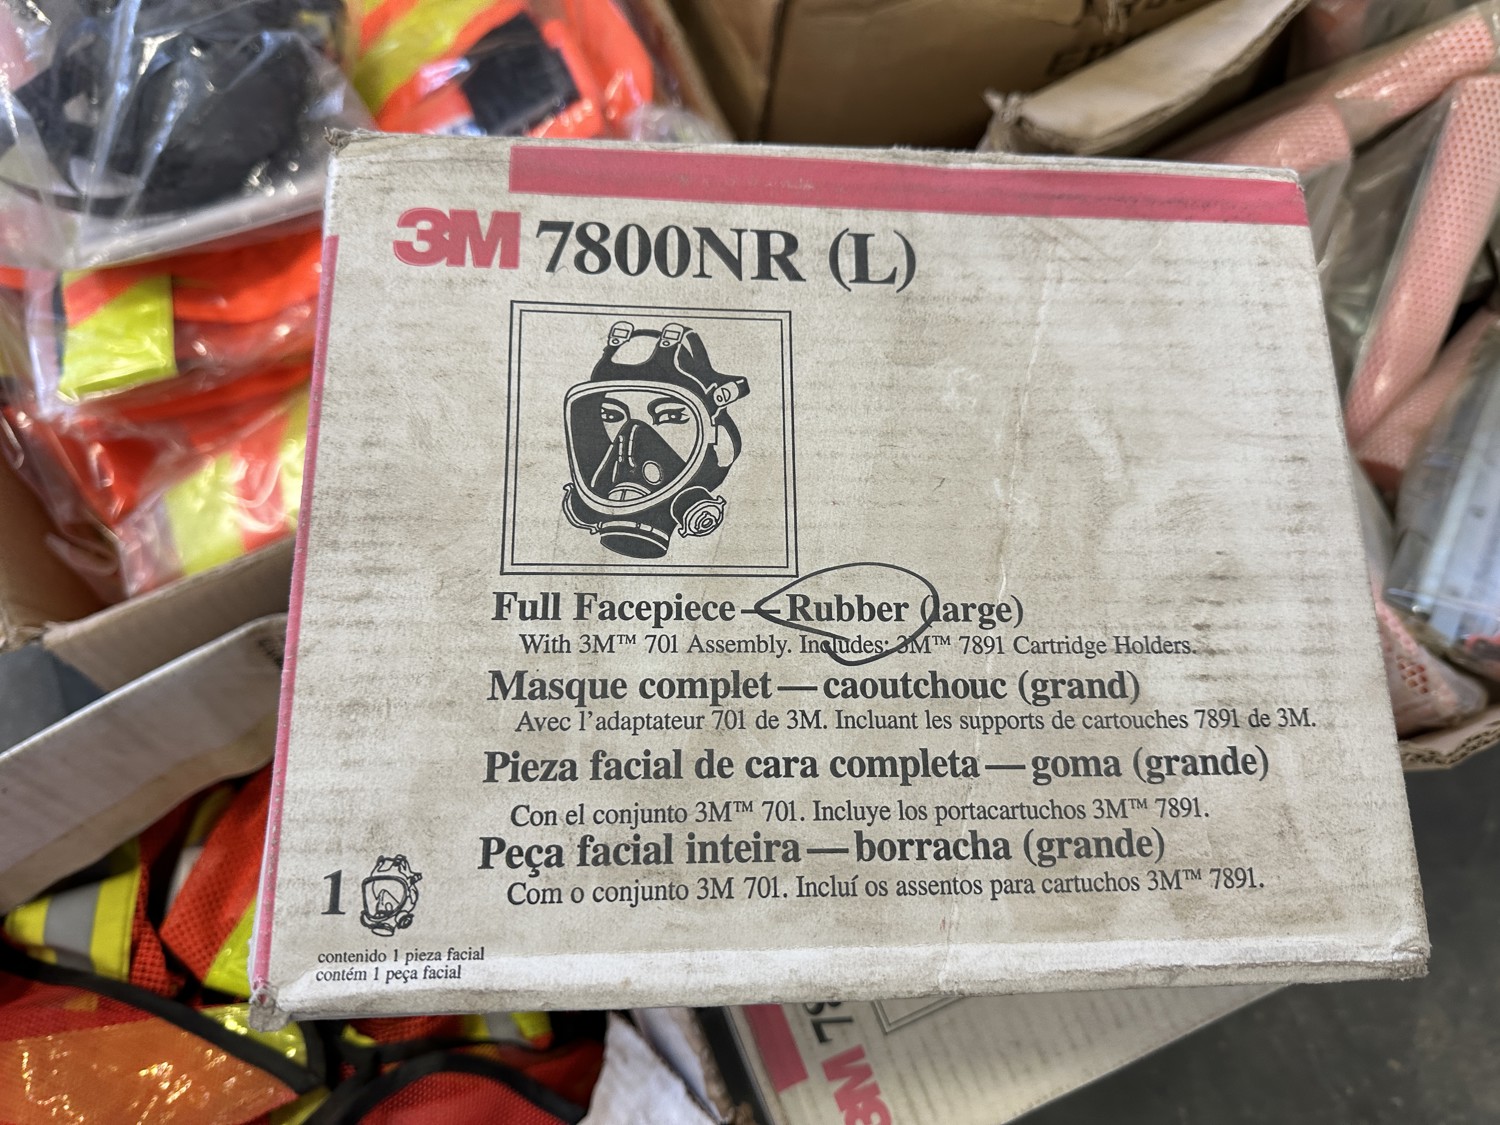 3M 7800NR (L)
Full Facepiece — Rubber (large)
With 3M™ 701 Assembly. Includes: 3M™ 7891 Cartridge Holders.
Masque complet — caoutchouc (grand)
Avec l'adaptateur 701 de 3M. Incluant les supports de cartouches 7891 de 3M.
Pieza facial de cara completa — goma (grande)
Con el conjunto 3M™ 701. Incluye los portacartuchos 3M™ 7891.
Peça facial inteira — borracha (grande)
Com o conjunto 3M 701. Incluí os assentos para cartuchos 3M™ 7891.
1
contenido 1 pieza facial
contém 1 peça facial
3M